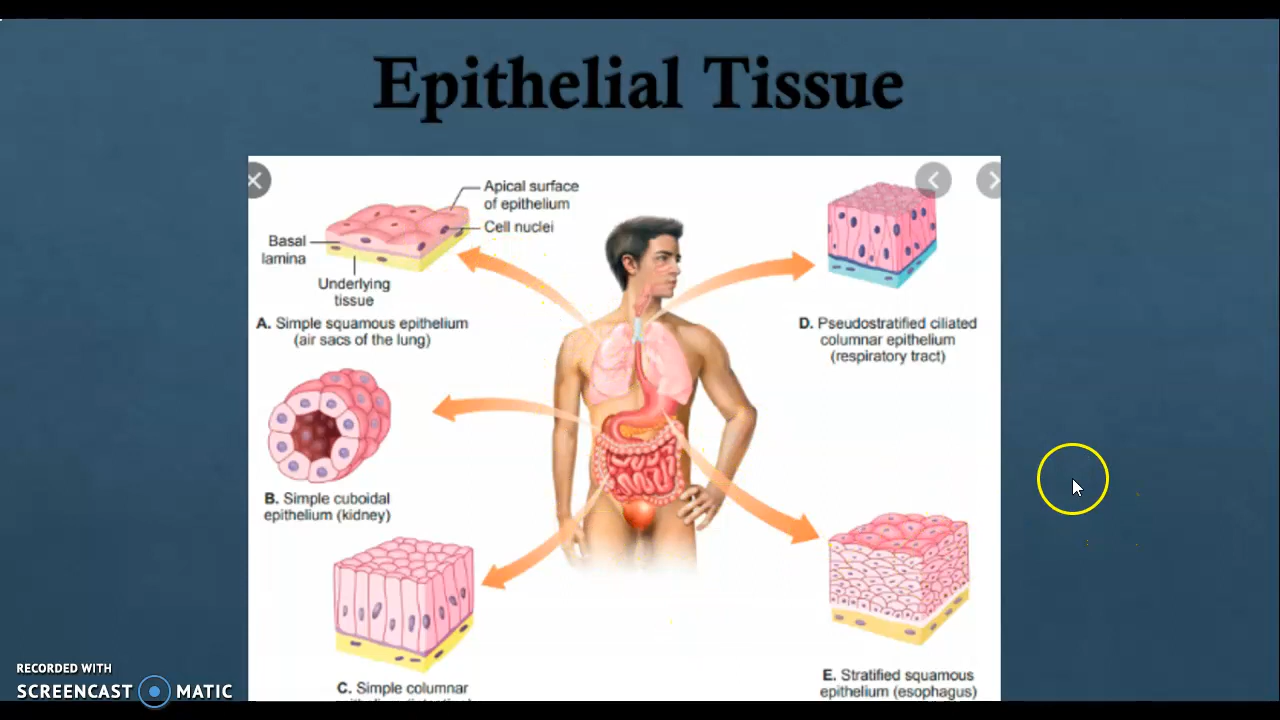 Epithelial Tissue
Apical surface
of epithelium
Cell nuclei
Basal
lamina
Underlying
tissue
A. Simple squamous epithelium
(air sacs of the lung)
B. Simple cuboidal
epithelium (kidney)
C. Simple columnar
D. Pseudostratified ciliated
columnar epithelium
(respiratory tract)
E. Stratified squamous
epithelium (esophagus)
RECORDED WITH
SCREENCAST MATIC